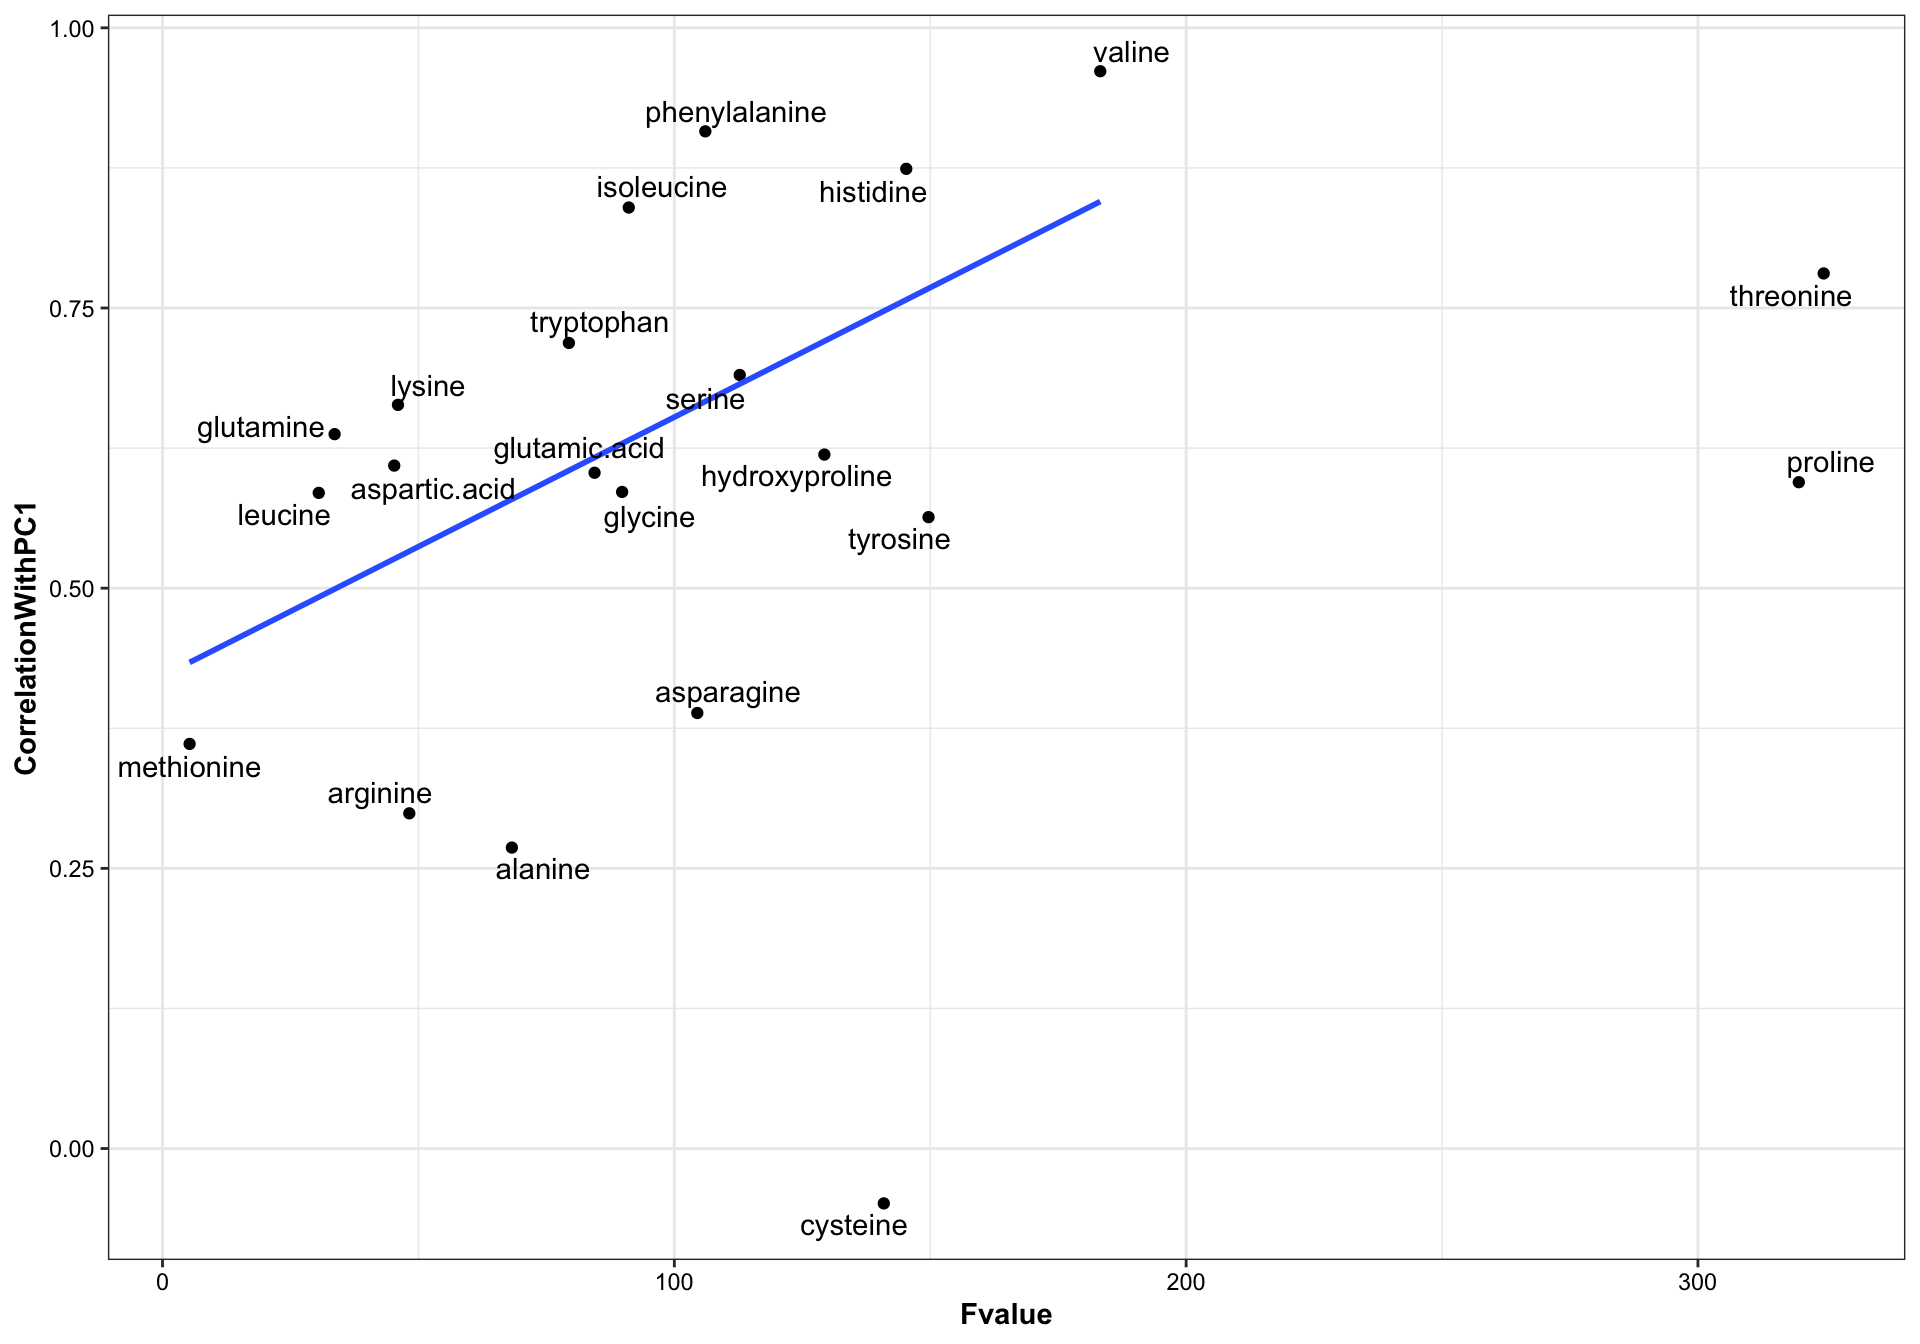 1.00
valine
phenylalanine
isoleucine
histidine
threonine
0.75
tryptophan
lysine
serine
glutamine
glutamic.acid
proline
hydroxyproline
aspartic.acid
leucine
glycine
tyrosine
0.50
CorrelationWithPC1
asparagine
methionine
arginine
alanine
0.25
0.00
cysteine
0
100
200
300
Fvalue